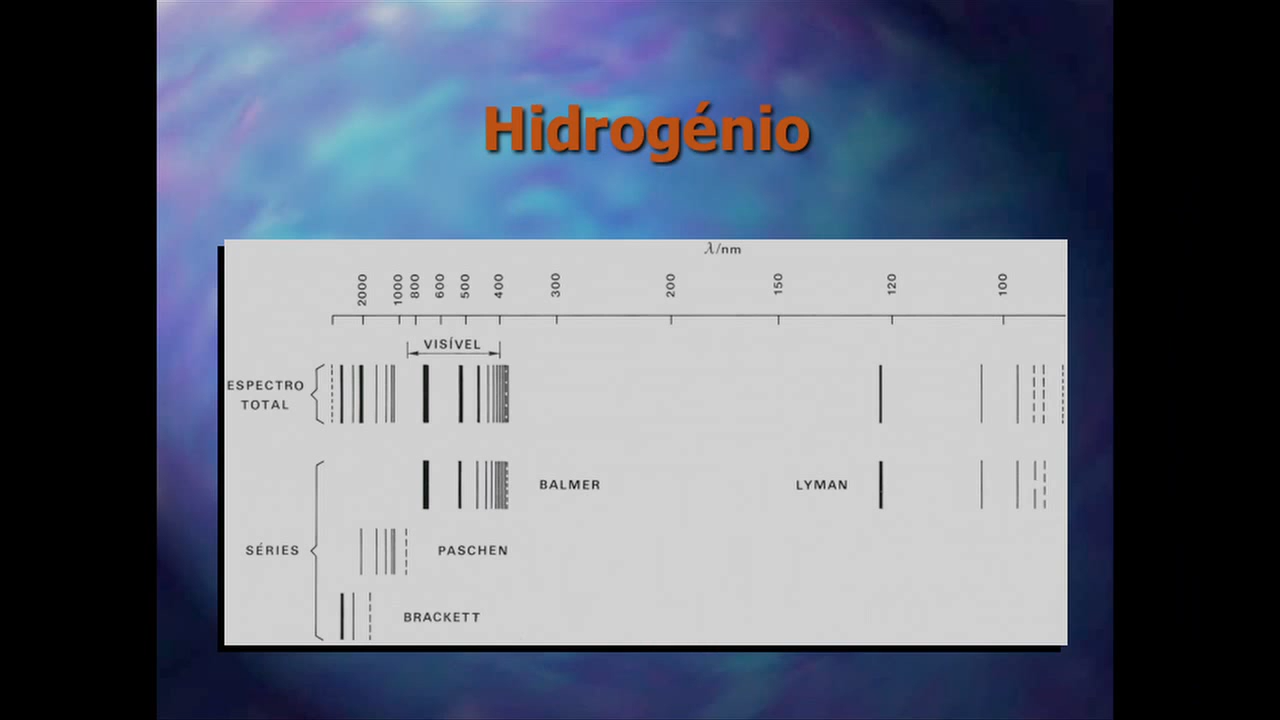 Hidrogénio
λ/nm
2000 1000 800 600 500 400 300 200 150 120 100
VISÍVEL
ESPECTRO
TOTAL
BALMER LYMAN
SÉRIES PASCHEN
BRACKETT